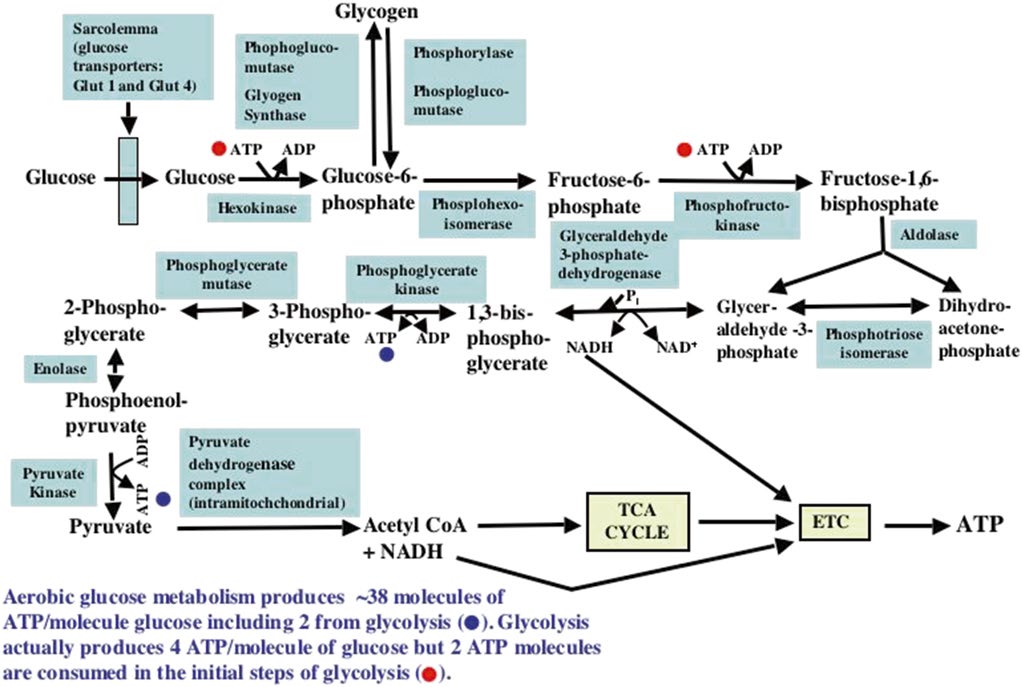 Glycogen
Sarcolemma
(glucose
transporters:
Glut 1 and Glut 4)
Phophogluco-
mutase
Glyogen
Synthase
Phosphorylase
Phosplogluco-
mutase
Glucose
ATP
ADP
Glucose
Hexokinase
Glucose-6-
phosphate
Phosplohexo-
isomerase
Fructose-6-
phosphate
ATP
ADP
Phosphofructo-
kinase
Fructose-1,6-
bisphosphate
Aldolase
Glyceraldehyde
3-phosphate-
dehydrogenase
Phosphoglycerate
mutase
Phosphoglycerate
kinase
2-Phospho-
glycerate
3-Phospho-
glycerate
ATP
ADP
1,3-bis-
phospho-
glycerate
Pi
NADH
NAD+
Glycer-
aldehyde -3-
phosphate
Phosphotriose
isomerase
Dihydro-
acetone-
phosphate
Enolase
Phosphoenol-
pyruvate
ADP
ATP
Pyruvate
Kinase
Pyruvate
dehydrogenase
complex
(intramitochchondrial)
Pyruvate
Acetyl CoA
+ NADH
TCA
CYCLE
ETC
ATP
Aerobic glucose metabolism produces ~38 molecules of
ATP/molecule glucose including 2 from glycolysis (●). Glycolysis
actually produces 4 ATP/molecule of glucose but 2 ATP molecules
are consumed in the initial steps of glycolysis (●).